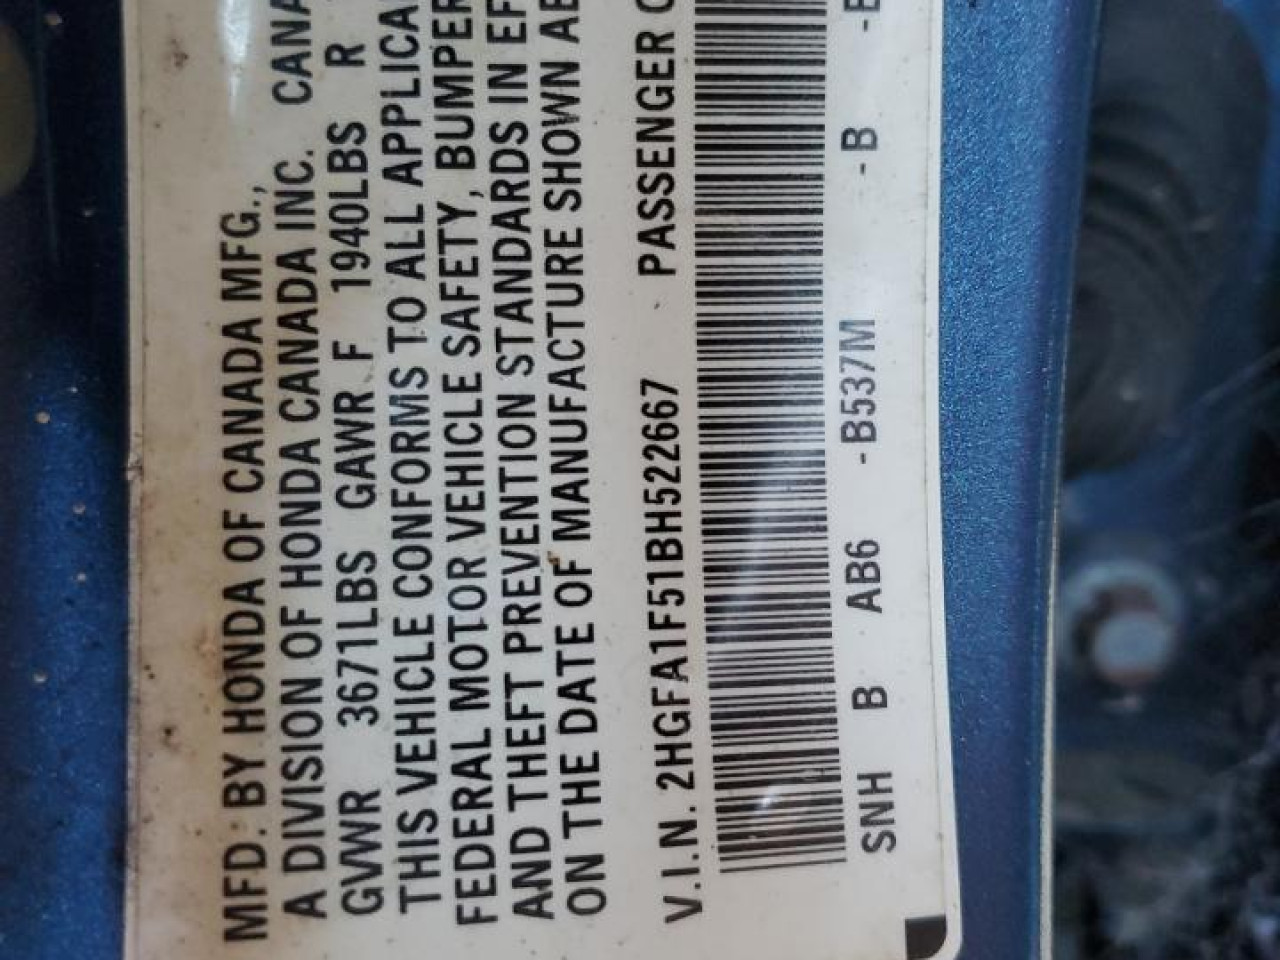 MFD. BY HONDA OF CANADA MFG.,
A DIVISION OF HONDA CANADA INC. CANA
GVWR 3671LBS GAWR F 1940LBS R
THIS VEHICLE CONFORMS TO ALL APPLICA
FEDERAL MOTOR VEHICLE SAFETY, BUMPER
AND THEFT PREVENTION STANDARDS IN EF
ON THE DATE OF MANUFACTURE SHOWN AB
V.I.N. 2HGFA1F51BH522667 PASSENGER C
SNH B AB6 -B537M -B -B